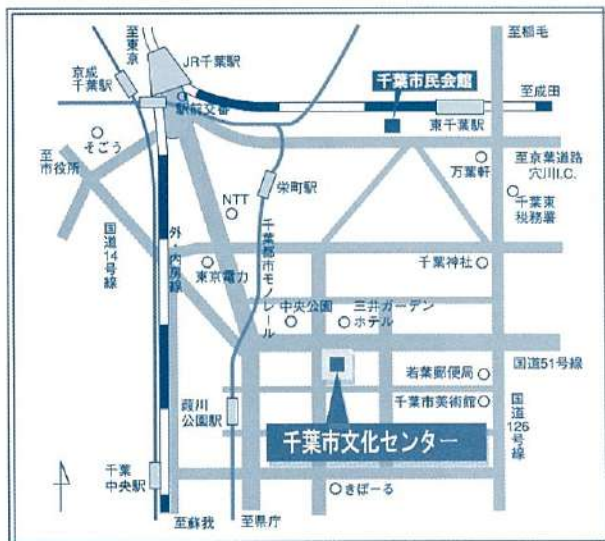 至東京
JR千葉駅
至稲毛
京成
千葉駅
駅前交番
千葉市民会館
至成田
東千葉駅
そごう
至
市役所
万葉軒
至京葉道路
穴川I.C.
栄町駅
NTT
千葉東
税務署
国道14号線
外・内房線
千葉都市モノレール
東京電力
千葉神社
中央公園
三井ガーデン
ホテル
国道51号線
若葉郵便局
葭川
公園駅
千葉市美術館
国道126号線
千葉市文化センター
千葉
中央駅
きぼーる
至蘇我
至県庁